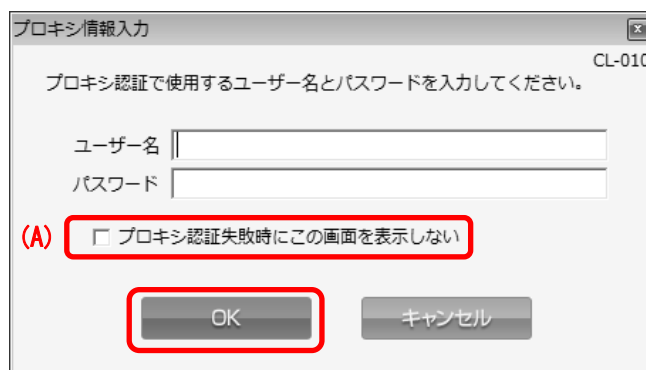 プロキシ情報入力
CL-010
プロキシ認証で使用するユーザー名とパスワードを入力してください。
ユーザー名
パスワード
(A) プロキシ認証失敗時にこの画面を表示しない
OK キャンセル